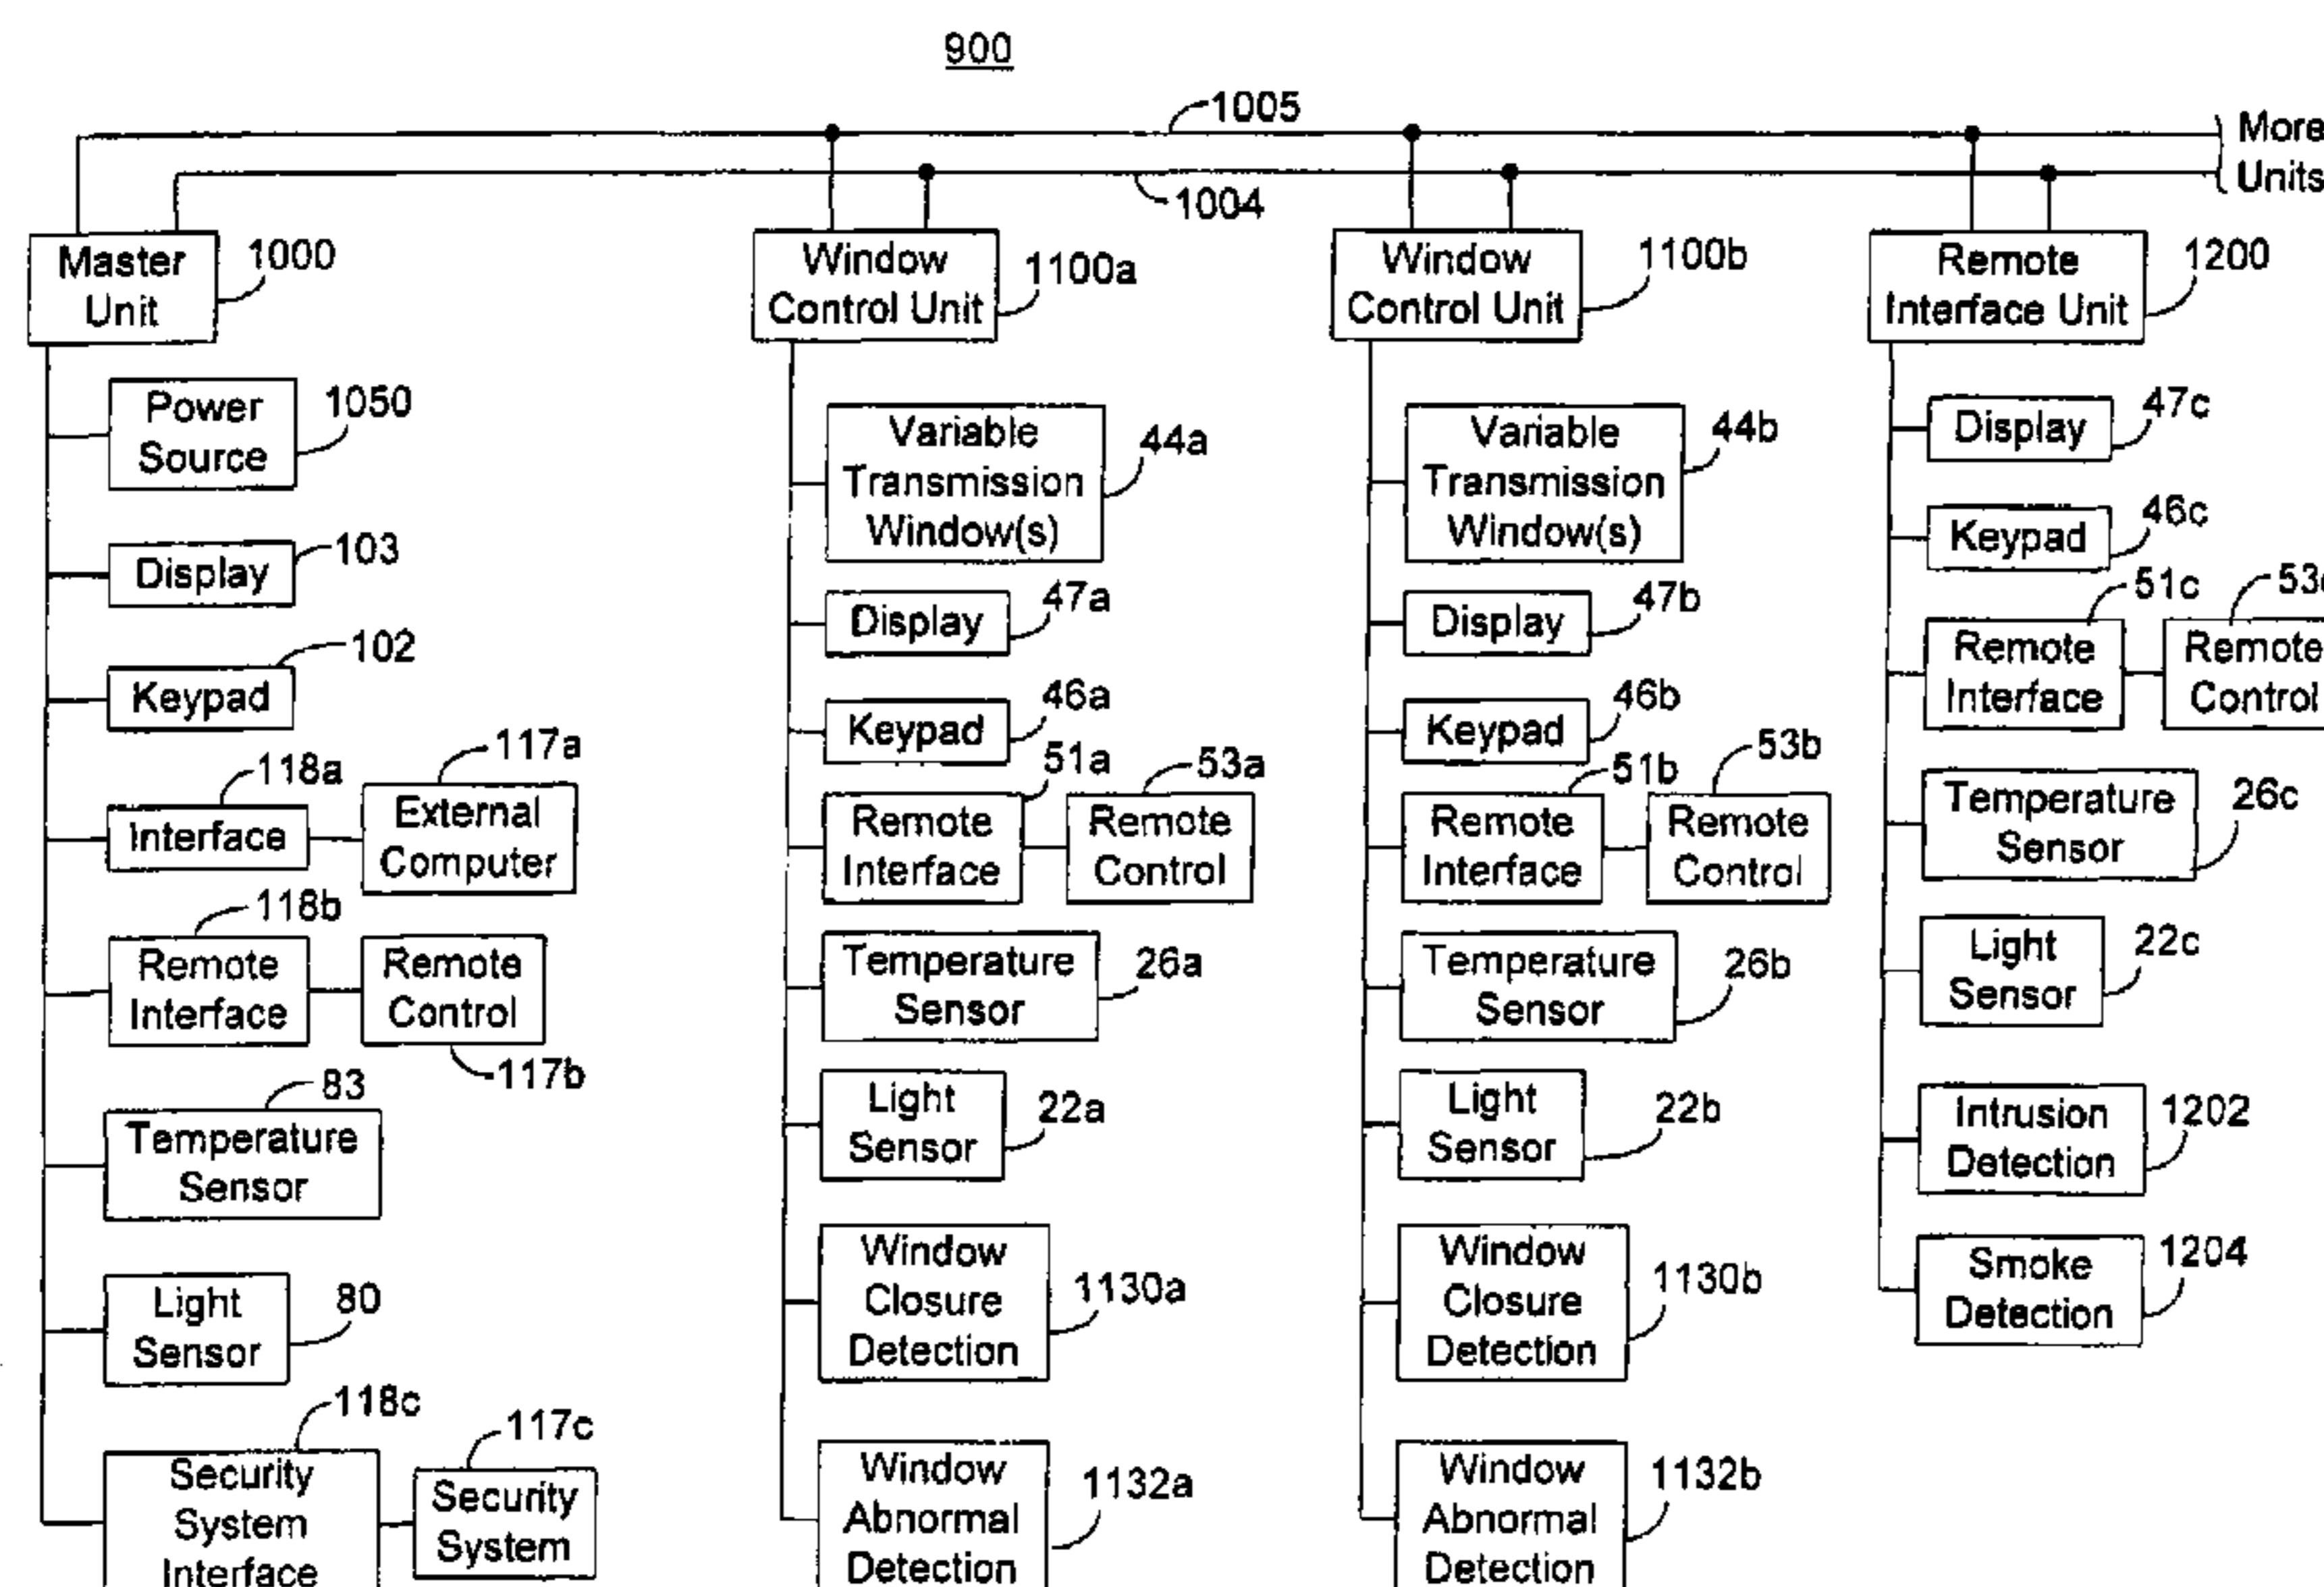 900
1005
More
Units
1004
Master
Unit
1000
Power
Source
1050
Display
103
Keypad
102
Interface
118a
External
Computer
117a
Remote
Interface
118b
Remote
Control
117b
Temperature
Sensor
83
Light
Sensor
80
Security
System
Interface
118c
Security
System
117c
Window
Control Unit
1100a
Variable
Transmission
Window(s)
44a
Display
47a
Keypad
46a
Remote
Interface
51a
Remote
Control
53a
Temperature
Sensor
26a
Light
Sensor
22a
Window
Closure
Detection
1130a
Window
Abnormal
Detection
1132a
Window
Control Unit
1100b
Variable
Transmission
Window(s)
44b
Display
47b
Keypad
46b
Remote
Interface
51b
Remote
Control
53b
Temperature
Sensor
26b
Light
Sensor
22b
Window
Closure
Detection
1130b
Window
Abnormal
Detection
1132b
Remote
Interface Unit
1200
Display
47c
Keypad
46c
Remote
Interface
51c
Remote
Control
53c
Temperature
Sensor
26c
Light
Sensor
22c
Intrusion
Detection
1202
Smoke
Detection
1204